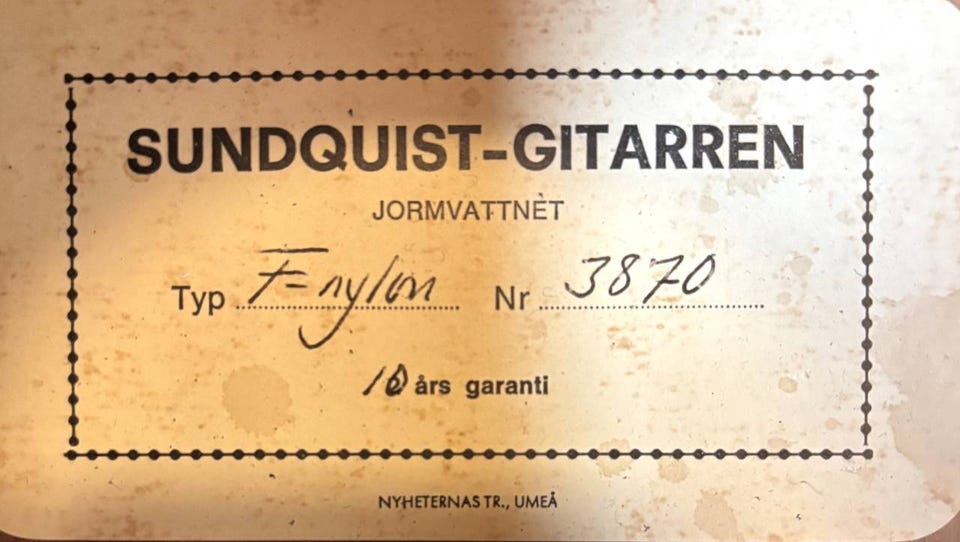 SUNDQUIST-GITARREN
JORMVATTNET
Typ F-nylon Nr 3870
10 års garanti
NYHETERNAS TR., UMEÅ